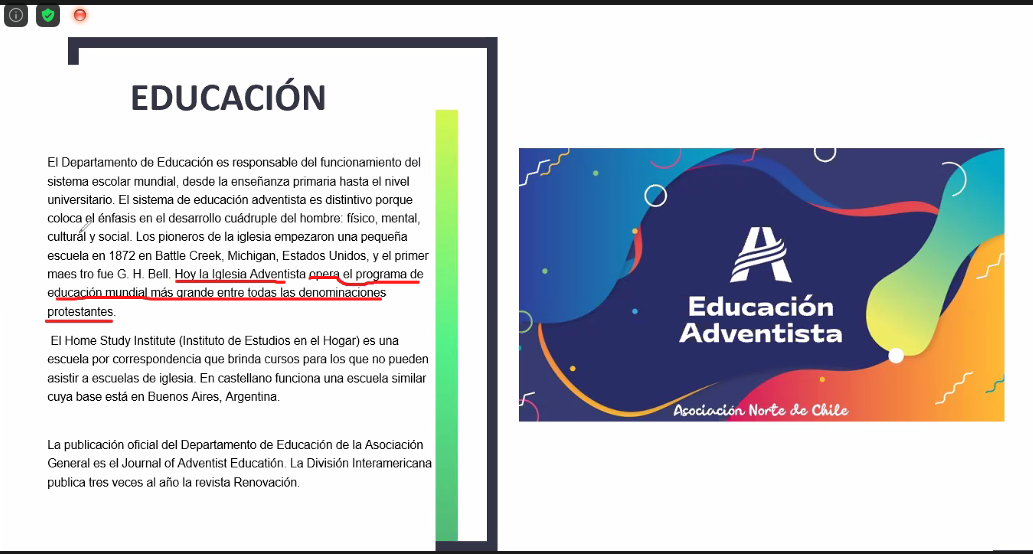 EDUCACIÓN
El Departamento de Educación es responsable del funcionamiento del
sistema escolar mundial, desde la enseñanza primaria hasta el nivel
universitario. El sistema de educación adventista es distintivo porque
coloca el énfasis en el desarrollo cuádruple del hombre: físico, mental,
cultural y social. Los pioneros de la iglesia empezaron una pequeña
escuela en 1872 en Battle Creek, Michigan, Estados Unidos, y el primer
maes tro fue G. H. Bell. Hoy la Iglesia Adventista opera el programa de
educación mundial más grande entre todas las denominaciones
protestantes.
El Home Study Institute (Instituto de Estudios en el Hogar) es una
escuela por correspondencia que brinda cursos para los que no pueden
asistir a escuelas de iglesia. En castellano funciona una escuela similar
cuya base está en Buenos Aires, Argentina.
La publicación oficial del Departamento de Educación de la Asociación
General es el Journal of Adventist Educatión. La División Interamericana
publica tres veces al año la revista Renovación.
Educación
Adventista
Asociación Norte de Chile